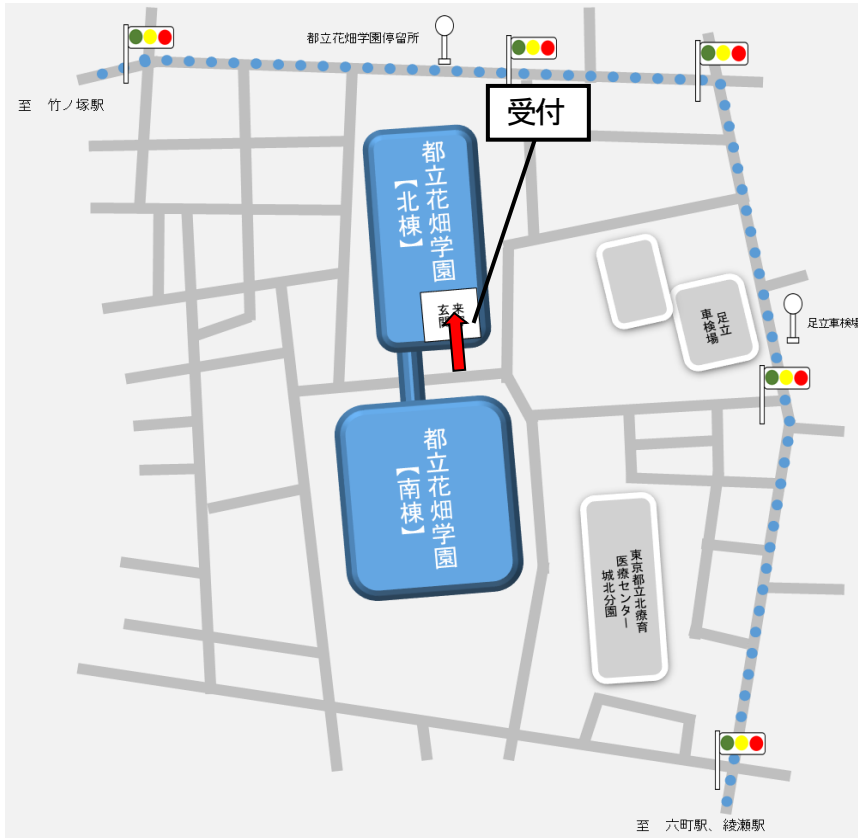 都立花畑学園停留所
至　竹ノ塚駅
受付
都立花畑学園
【北棟】
来
玄
足立
車検場
足立車検場
都立花畑学園
【南棟】
東京都立北療育
医療センター
城北分園
至　六町駅、綾瀬駅